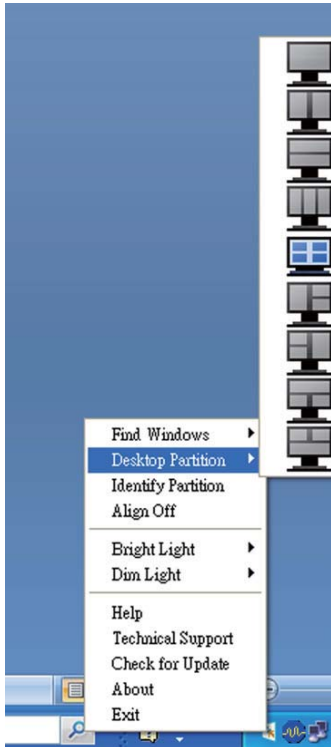 Find Windows
Desktop Partition
Identify Partition
Align Off
Bright Light
Dim Light
Help
Technical Support
Check for Update
About
Exit